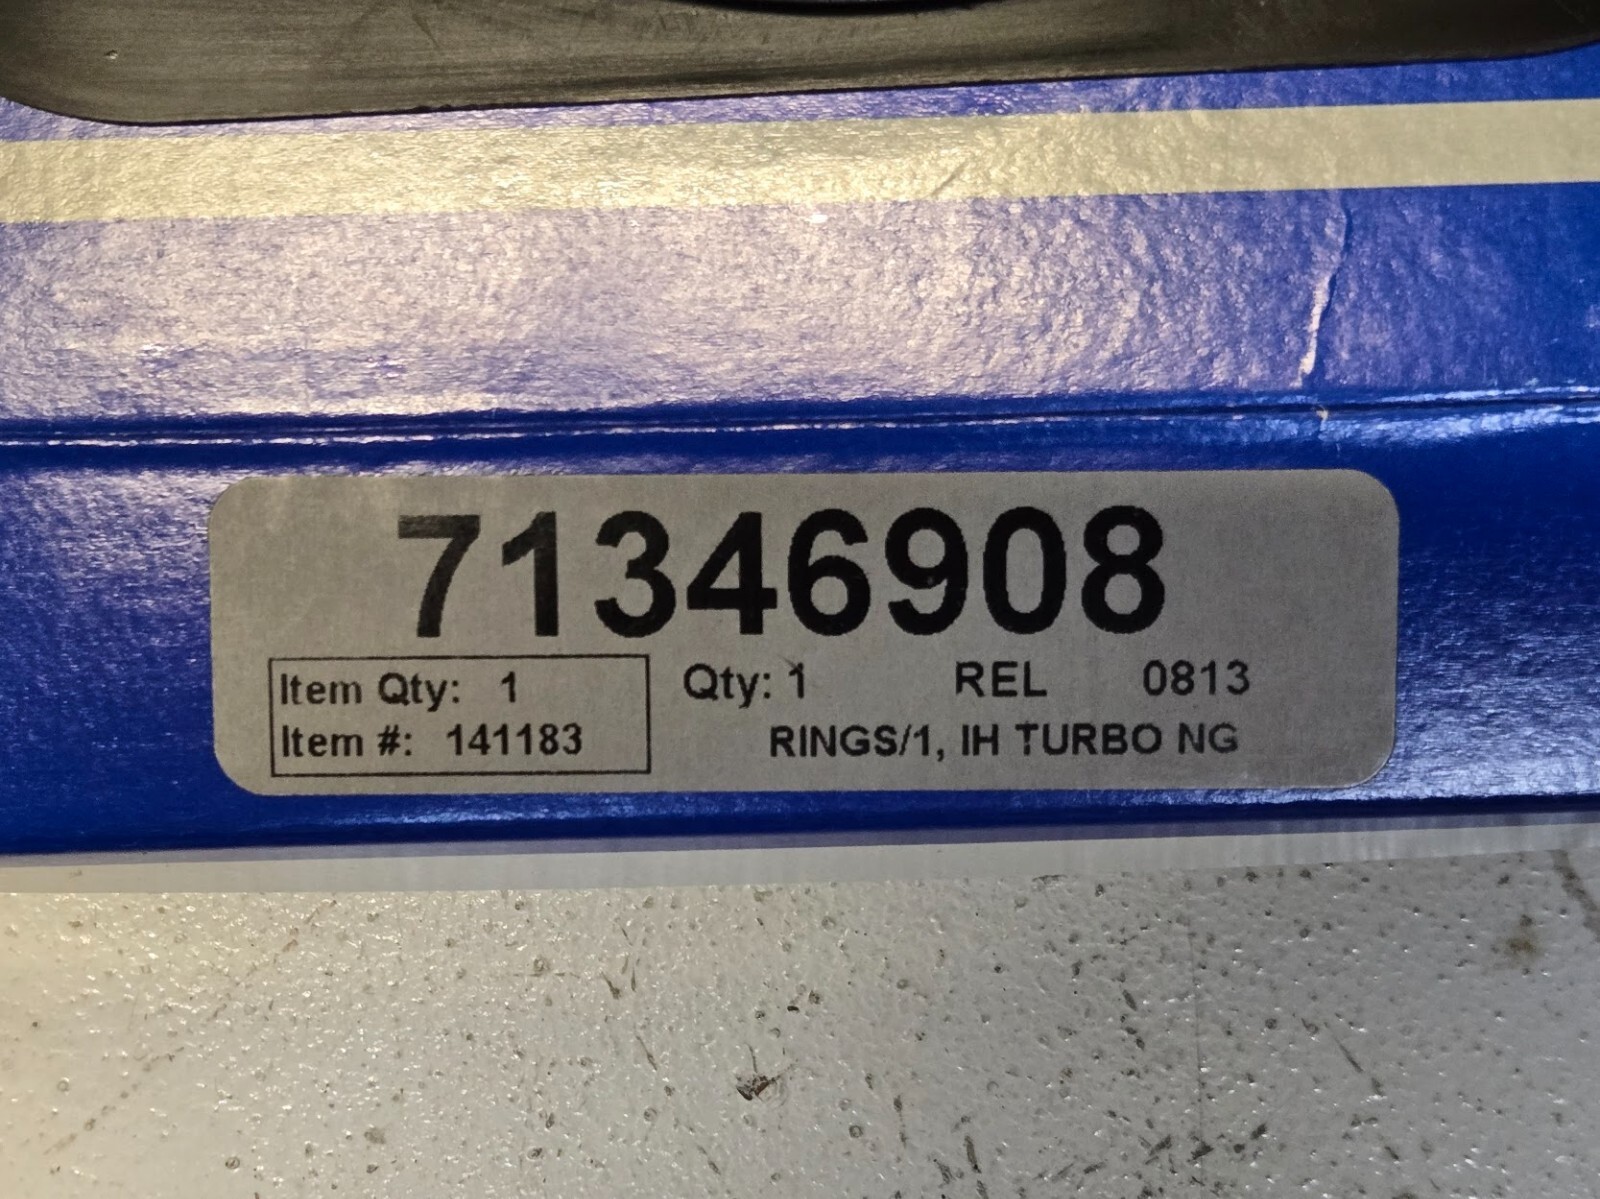 71346908
Item Qty: 1 Qty: 1 REL 0813
Item #: 141183 RINGS/1, IH TURBO NG